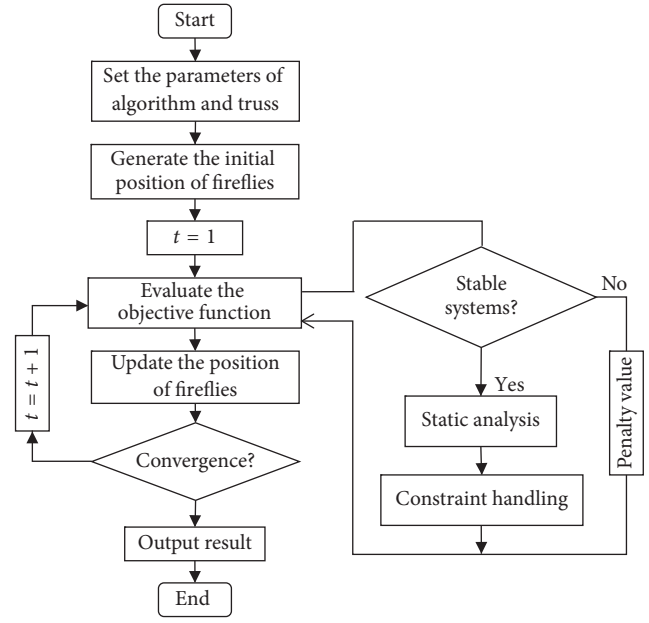 Start
Set the parameters of
algorithm and truss
Generate the initial
position of fireflies
t = 1
Evaluate the
objective function
Update the position
of fireflies
t = t + 1
Convergence?
Output result
End
Stable
systems?
No
Yes
Static analysis
Penalty value
Constraint handling